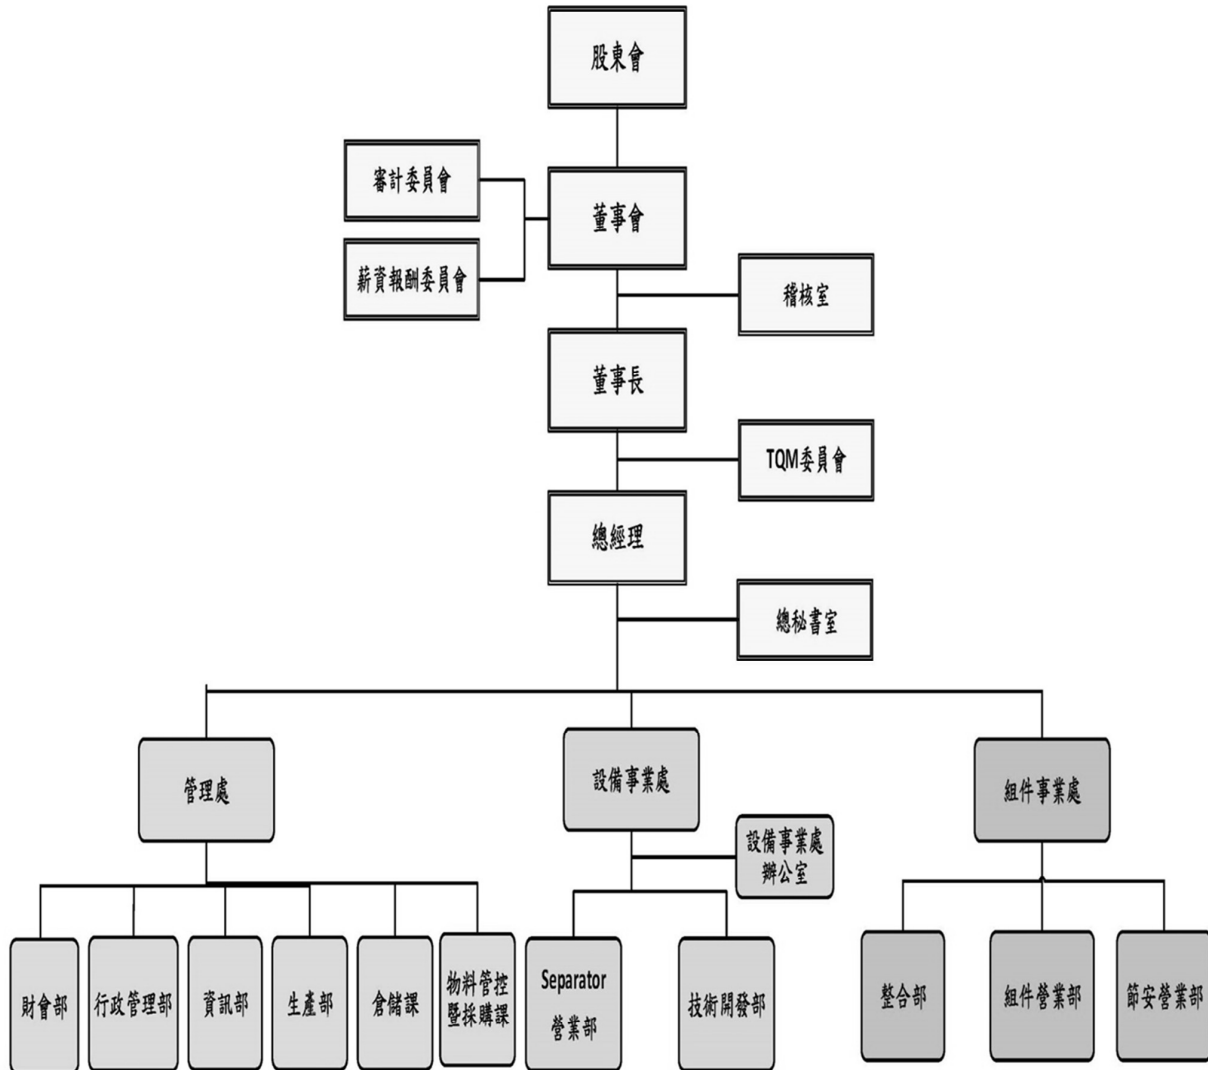 股東會
審計委員會
董事會
薪資報酬委員會
稽核室
董事長
TQM委員會
總經理
總秘書室
管理處
設備事業處
組件事業處
設備事業處
辦公室
財會部
行政管理部
資訊部
生產部
倉儲課
物料管控
暨採購課
Separator
營業部
技術開發部
整合部
組件營業部
節安營業部